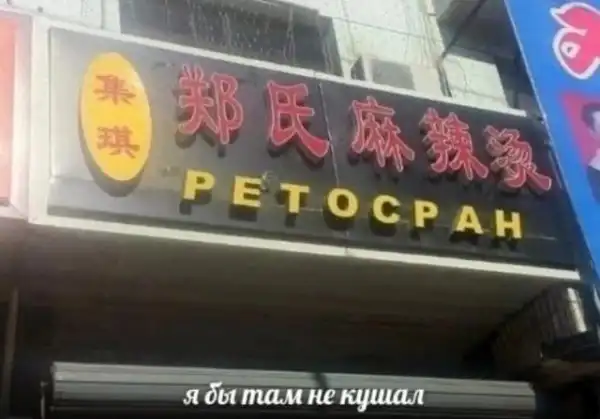 集琪
郑氏麻辣烫
РЕТОСРАН
я бы там не кушал